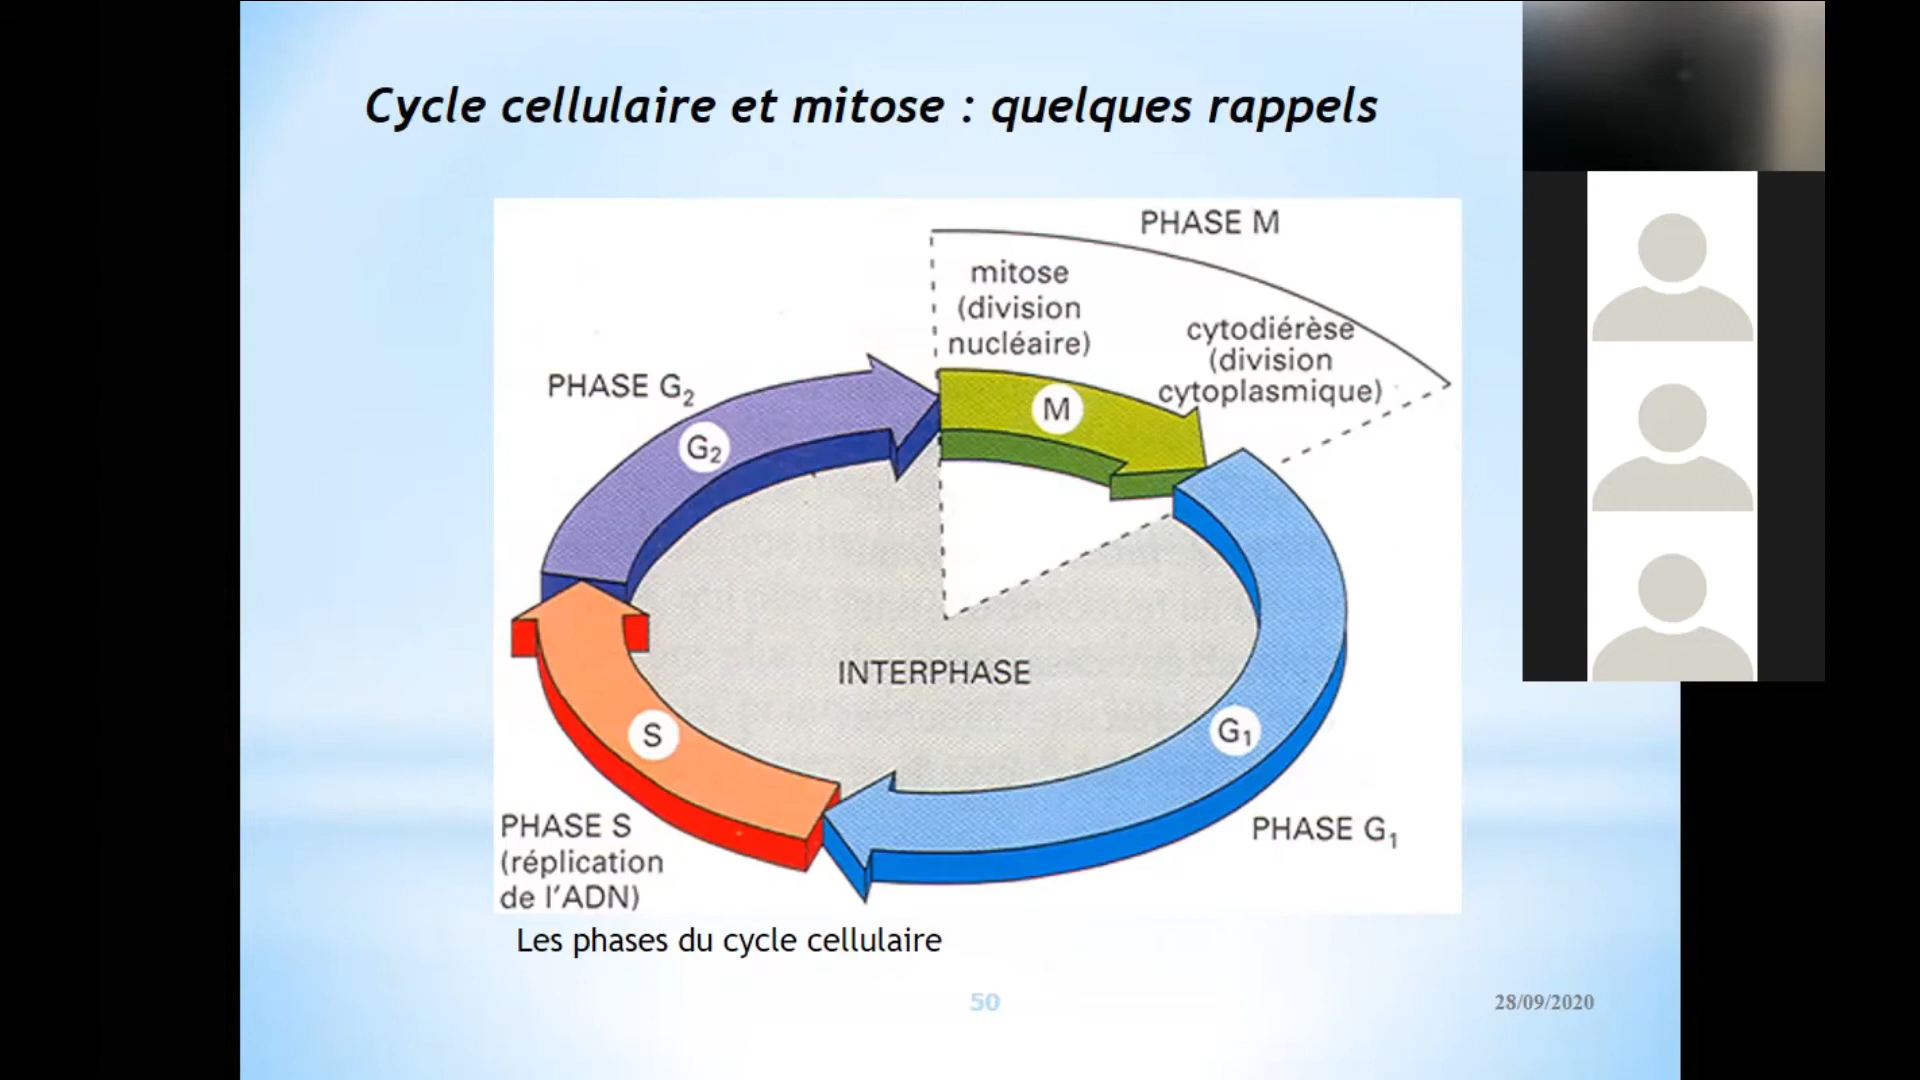 Cycle cellulaire et mitose : quelques rappels
PHASE M
mitose
(division
nucléaire)
cytodiérèse
(division
cytoplasmique)
PHASE G₂
M
G₂
INTERPHASE
S
G₁
PHASE S
(réplication
de l'ADN)
PHASE G₁
Les phases du cycle cellulaire
50
28/09/2020